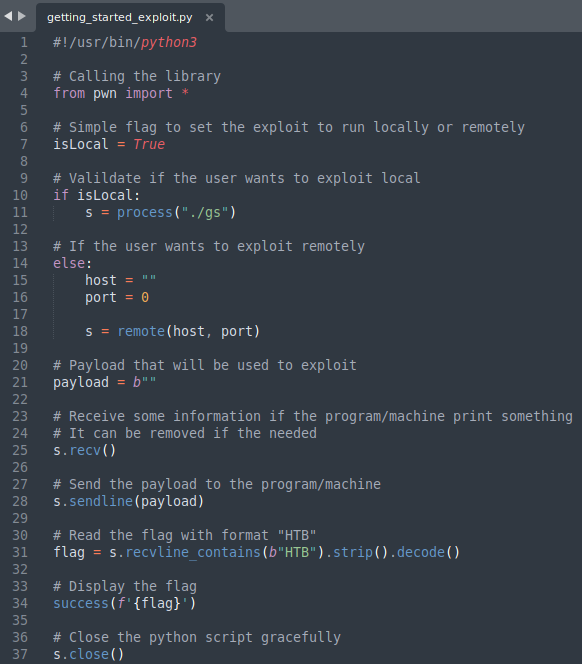 getting_started_exploit.py ×
1 #!/usr/bin/python3
2
3 # Calling the library
4 from pwn import *
5
6 # Simple flag to set the exploit to run locally or remotely
7 isLocal = True
8
9 # Valildate if the user wants to exploit local
10 if isLocal:
11     s = process("./gs")
12
13 # If the user wants to exploit remotely
14 else:
15     host = ""
16     port = 0
17
18     s = remote(host, port)
19
20 # Payload that will be used to exploit
21 payload = b""
22
23 # Receive some information if the program/machine print something
24 # It can be removed if the needed
25 s.recv()
26
27 # Send the payload to the program/machine
28 s.sendline(payload)
29
30 # Read the flag with format "HTB"
31 flag = s.recvline_contains(b"HTB").strip().decode()
32
33 # Display the flag
34 success(f'{flag}')
35
36 # Close the python script gracefully
37 s.close()